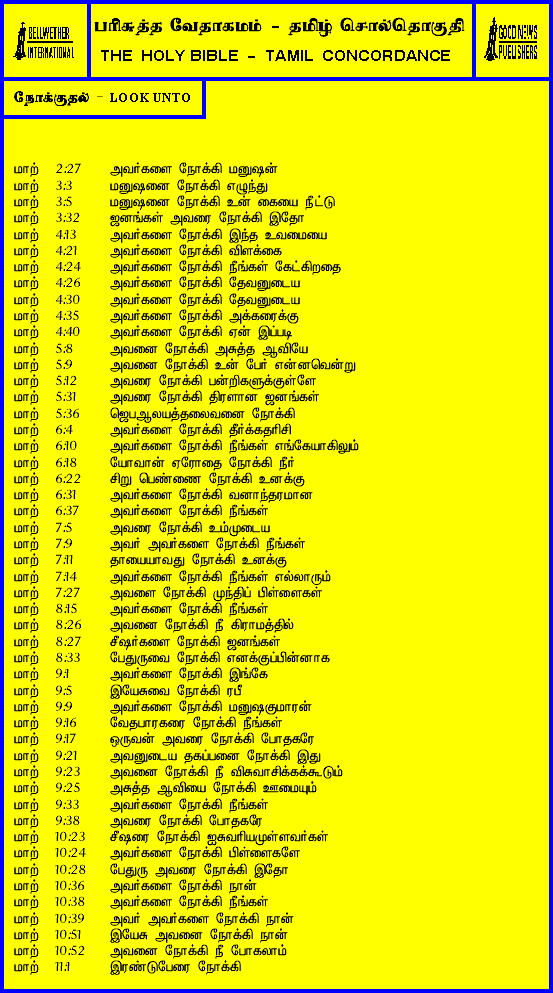 BELLWETHER
INTERNATIONAL
பரிசுத்த வேதாகமம் - தமிழ் சொல்தொகுதி
THE HOLY BIBLE - TAMIL CONCORDANCE
GOOD NEWS
PUBLISHERS
நோக்குதல் - LOOK UNTO
மாற் 2:27 அவர்களை நோக்கி மனுஷன்
மாற் 3:3 மனுஷனை நோக்கி எழுந்து
மாற் 3:5 மனுஷனை நோக்கி உன் கையை நீட்டு
மாற் 3:32 ஜனங்கள் அவரை நோக்கி இதோ
மாற் 4:13 அவர்களை நோக்கி இந்த உவமையை
மாற் 4:21 அவர்களை நோக்கி விளக்கை
மாற் 4:24 அவர்களை நோக்கி நீங்கள் கேட்கிறதை
மாற் 4:26 அவர்களை நோக்கி தேவனுடைய
மாற் 4:30 அவர்களை நோக்கி தேவனுடைய
மாற் 4:35 அவர்களை நோக்கி அக்கரைக்கு
மாற் 4:40 அவர்களை நோக்கி ஏன் இப்படி
மாற் 5:8 அவனை நோக்கி அசுத்த ஆவியே
மாற் 5:9 அவனை நோக்கி உன் பேர் என்னவென்று
மாற் 5:12 அவரை நோக்கி பன்றிகளுக்குள்ளே
மாற் 5:31 அவரை நோக்கி திரளான ஜனங்கள்
மாற் 5:36 ஜெபஆலயத்தலைவனை நோக்கி
மாற் 6:4 அவர்களை நோக்கி தீர்க்கதரிசி
மாற் 6:10 அவர்களை நோக்கி நீங்கள் எங்கேயாகிலும்
மாற் 6:18 யோவான் ஏரோதை நோக்கி நீர்
மாற் 6:22 சிறு பெண்ணை நோக்கி உனக்கு
மாற் 6:31 அவர்களை நோக்கி வனாந்தரமான
மாற் 6:37 அவர்களை நோக்கி நீங்கள்
மாற் 7:5 அவரை நோக்கி உம்முடைய
மாற் 7:9 அவர் அவர்களை நோக்கி நீங்கள்
மாற் 7:11 தாயையாவது நோக்கி உனக்கு
மாற் 7:14 அவர்களை நோக்கி நீங்கள் எல்லாரும்
மாற் 7:27 அவளை நோக்கி முந்திப் பிள்ளைகள்
மாற் 8:15 அவர்களை நோக்கி நீங்கள்
மாற் 8:26 அவனை நோக்கி நீ கிராமத்தில்
மாற் 8:27 சீஷர்களை நோக்கி ஜனங்கள்
மாற் 8:33 பேதுருவை நோக்கி எனக்குப்பின்னாக
மாற் 9:1 அவர்களை நோக்கி இங்கே
மாற் 9:5 இயேசுவை நோக்கி ரபீ
மாற் 9:9 அவர்களை நோக்கி மனுஷகுமாரன்
மாற் 9:16 வேதபாரகரை நோக்கி நீங்கள்
மாற் 9:17 ஒருவன் அவரை நோக்கி போதகரே
மாற் 9:21 அவனுடைய தகப்பனை நோக்கி இது
மாற் 9:23 அவனை நோக்கி நீ விசுவாசிக்கக்கூடும்
மாற் 9:25 அசுத்த ஆவியை நோக்கி ஊமையும்
மாற் 9:33 அவர்களை நோக்கி நீங்கள்
மாற் 9:38 அவரை நோக்கி போதகரே
மாற் 10:23 சீஷரை நோக்கி ஐசுவரியமுள்ளவர்கள்
மாற் 10:24 அவர்களை நோக்கி பிள்ளைகளே
மாற் 10:28 பேதுரு அவரை நோக்கி இதோ
மாற் 10:36 அவர்களை நோக்கி நான்
மாற் 10:38 அவர்களை நோக்கி நீங்கள்
மாற் 10:39 அவர் அவர்களை நோக்கி நான்
மாற் 10:51 இயேசு அவனை நோக்கி நான்
மாற் 10:52 அவனை நோக்கி நீ போகலாம்
மாற் 11:1 இரண்டுபேரை நோக்கி